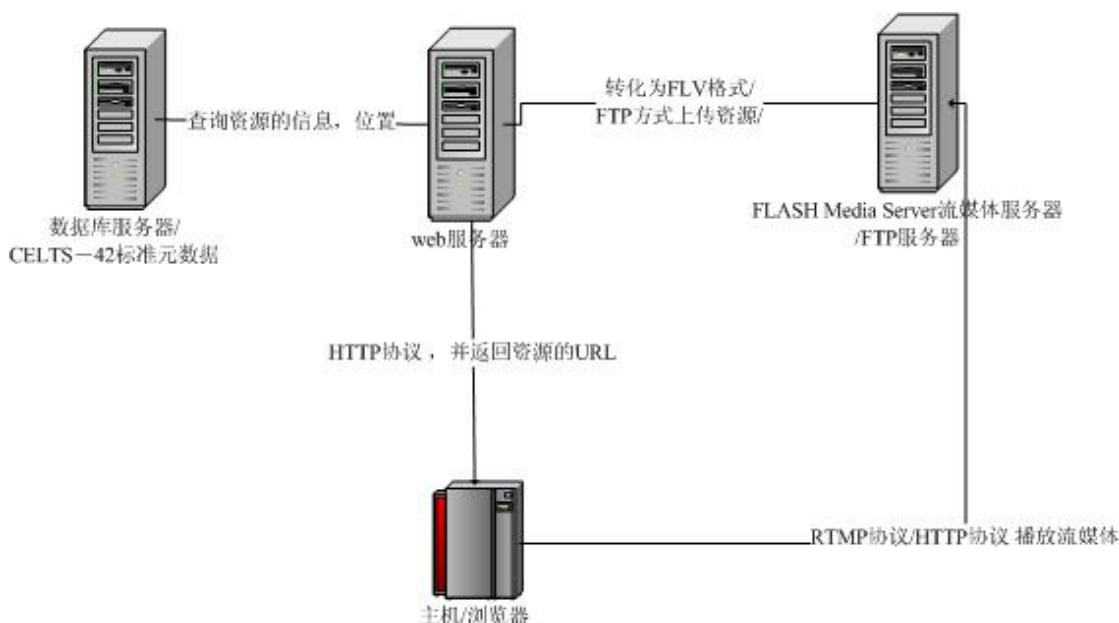 转化为FLV格式/
FTP方式上传资源/
查询资源的信息，位置
数据库服务器/
CELTS－42标准元数据
web服务器
FLASH Media Server流媒体服务器
/FTP服务器
HTTP协议 ，并返回资源的URL
RTMP协议/HTTP协议 播放流媒体
主机/浏览器